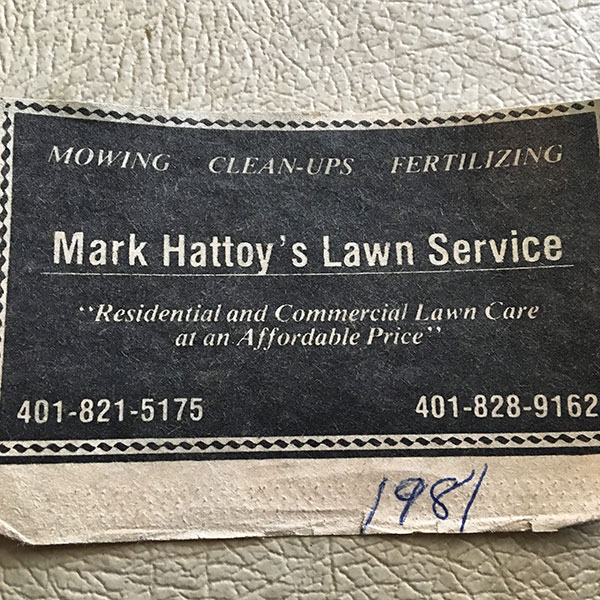 MOWING CLEAN-UPS FERTILIZING
Mark Hattoy's Lawn Service
"Residential and Commercial Lawn Care
at an Affordable Price"
401-821-5175 401-828-9162
1981